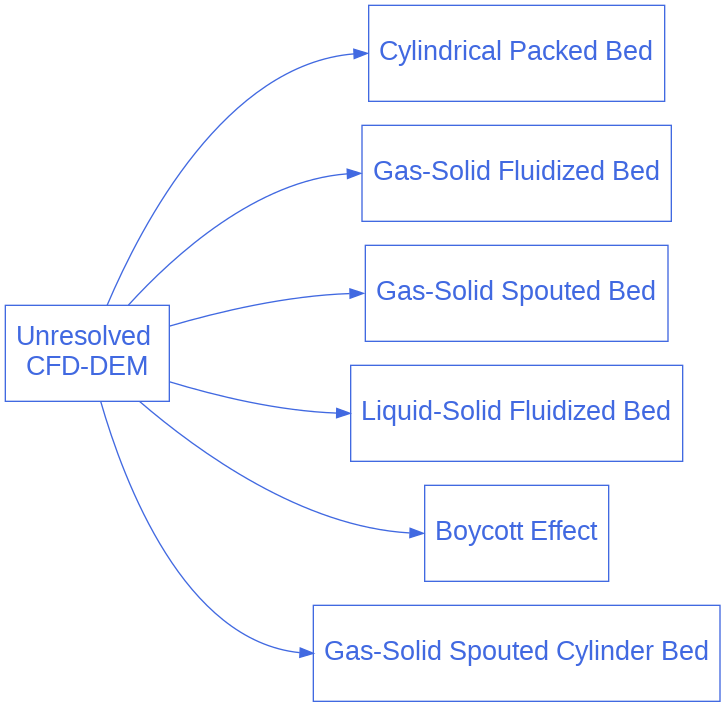 Cylindrical Packed Bed
Gas-Solid Fluidized Bed
Gas-Solid Spouted Bed
Unresolved
CFD-DEM
Liquid-Solid Fluidized Bed
Boycott Effect
Gas-Solid Spouted Cylinder Bed